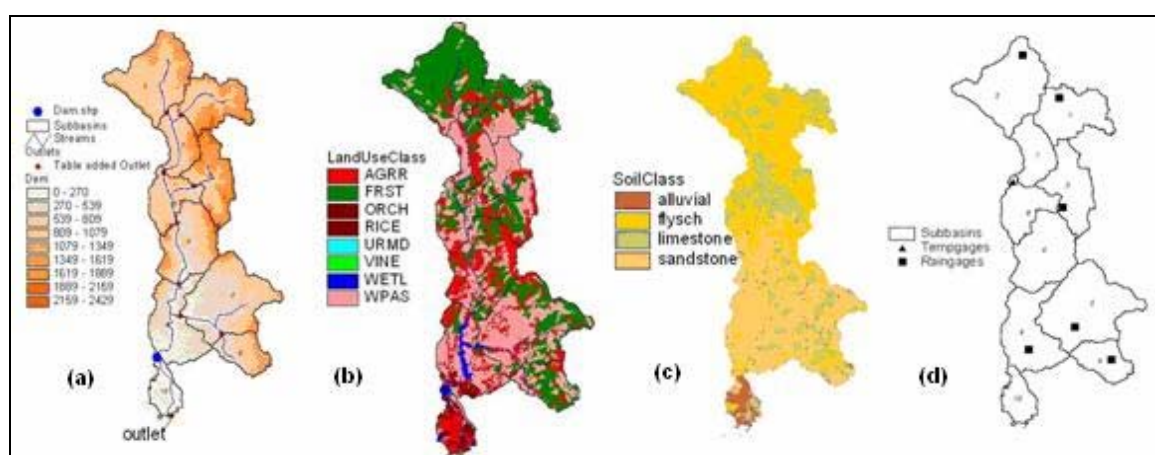 Dam.shp
Subbasins
Streams
Outlets
Table added Outlet
Dem
0 - 270
270 - 539
539 - 809
809 - 1079
1079 - 1349
1349 - 1619
1619 - 1889
1889 - 2159
2159 - 2429
(a)
outlet
LandUseClass
AGRR
FRST
ORCH
RICE
URMD
VINE
WETL
WPAS
(b)
SoilClass
alluvial
flysch
limestone
sandstone
(c)
Subbasins
Tempgages
Raingages
(d)